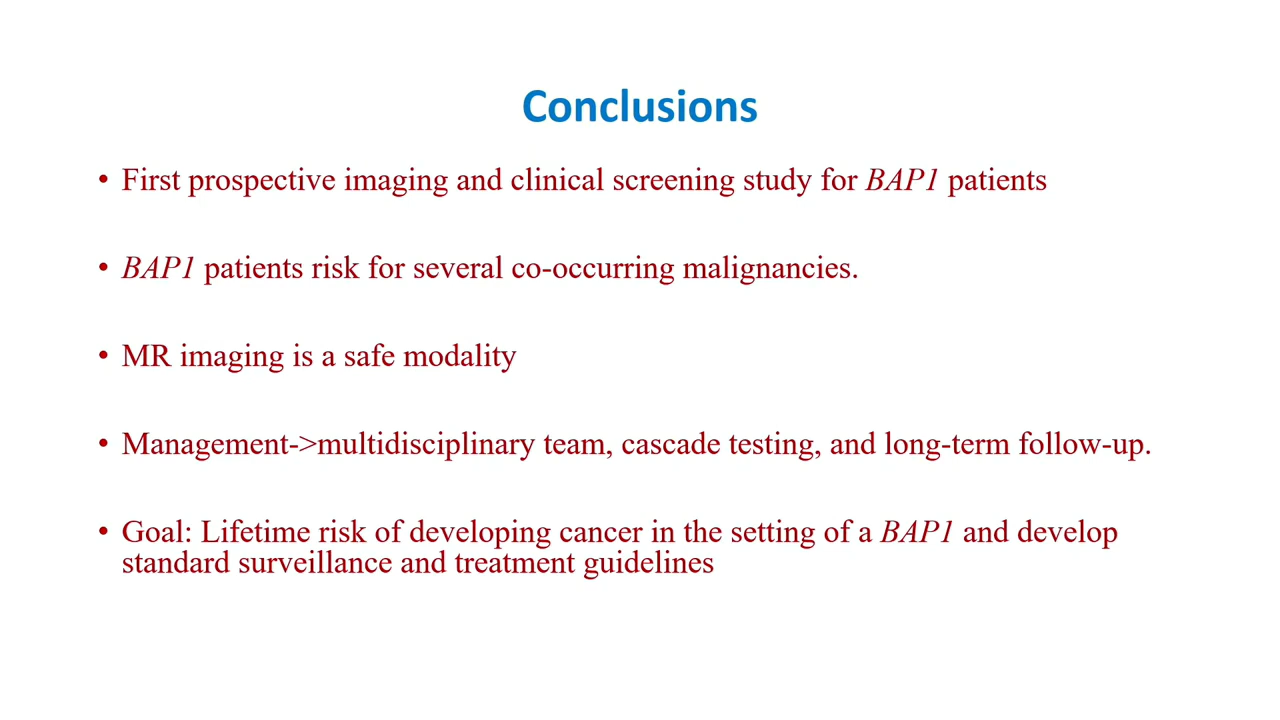 Conclusions
• First prospective imaging and clinical screening study for BAP1 patients
• BAP1 patients risk for several co-occurring malignancies.
• MR imaging is a safe modality
• Management->multidisciplinary team, cascade testing, and long-term follow-up.
• Goal: Lifetime risk of developing cancer in the setting of a BAP1 and develop
standard surveillance and treatment guidelines